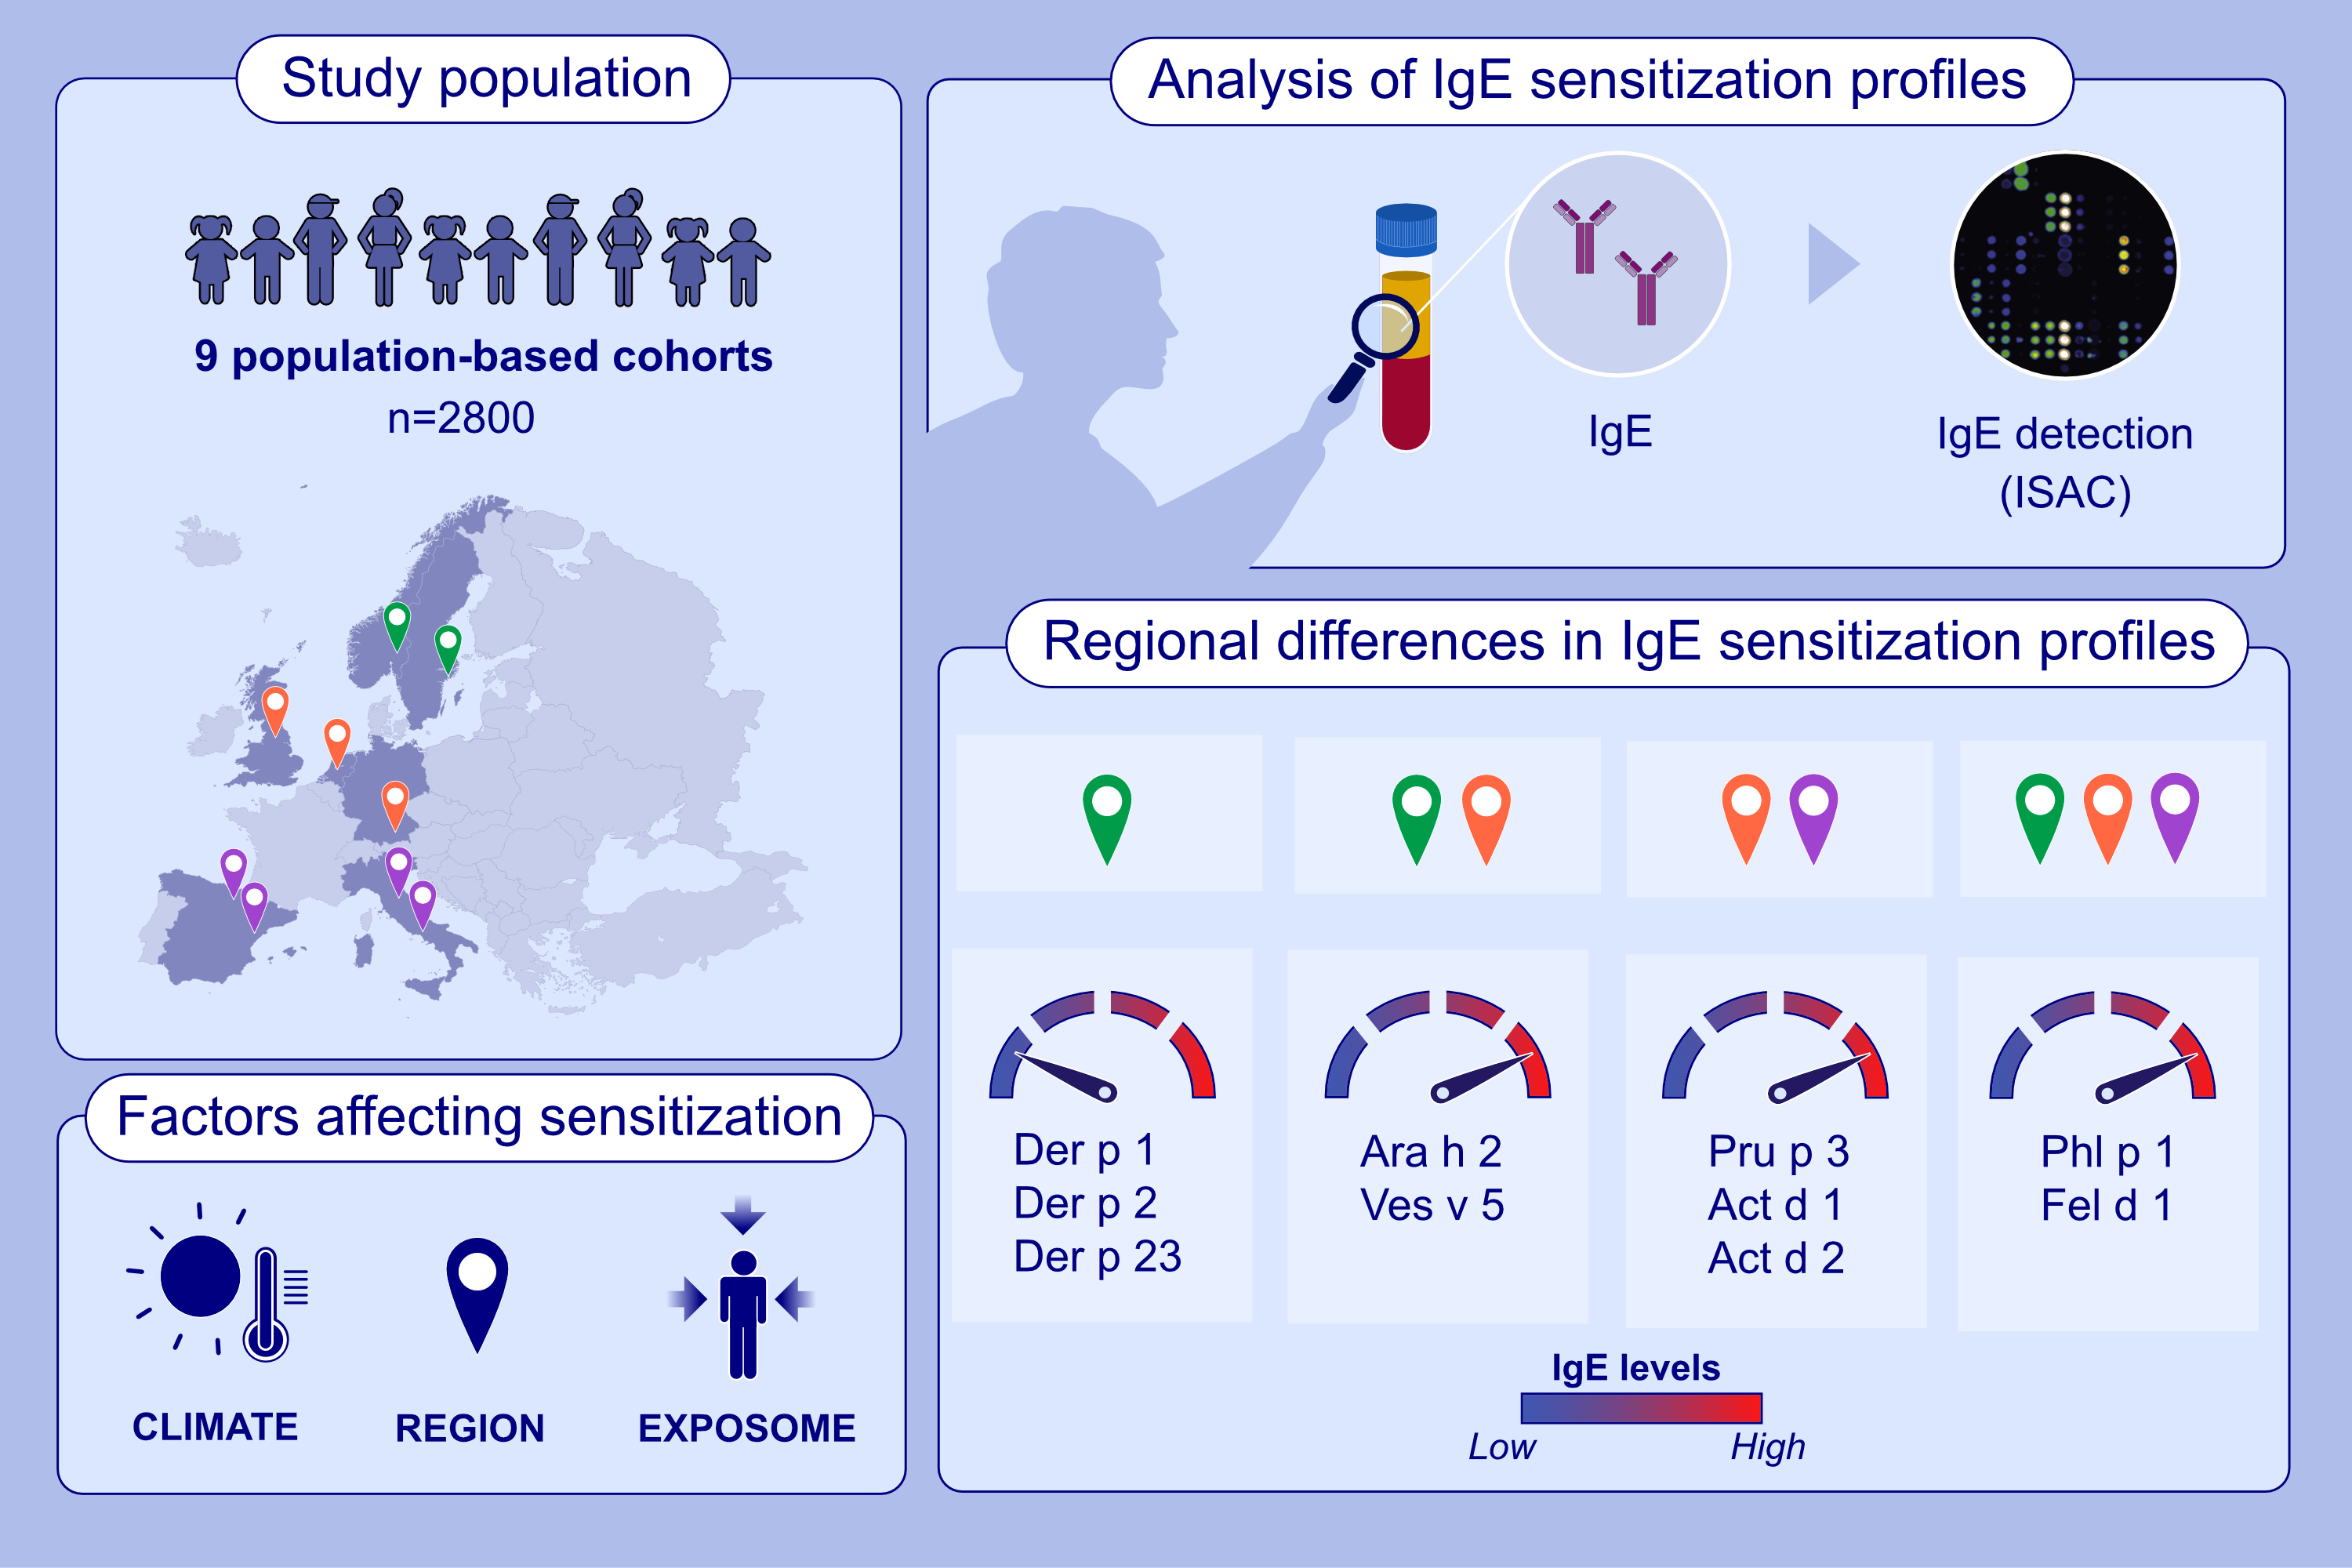 Study population
9 population-based cohorts
n=2800
Analysis of IgE sensitization profiles
IgE
IgE detection
(ISAC)
Factors affecting sensitization
CLIMATE
REGION
EXPOSOME
Regional differences in IgE sensitization profiles
Der p 1
Der p 2
Der p 23
Ara h 2
Ves v 5
Pru p 3
Act d 1
Act d 2
Phl p 1
Fel d 1
IgE levels
Low
High